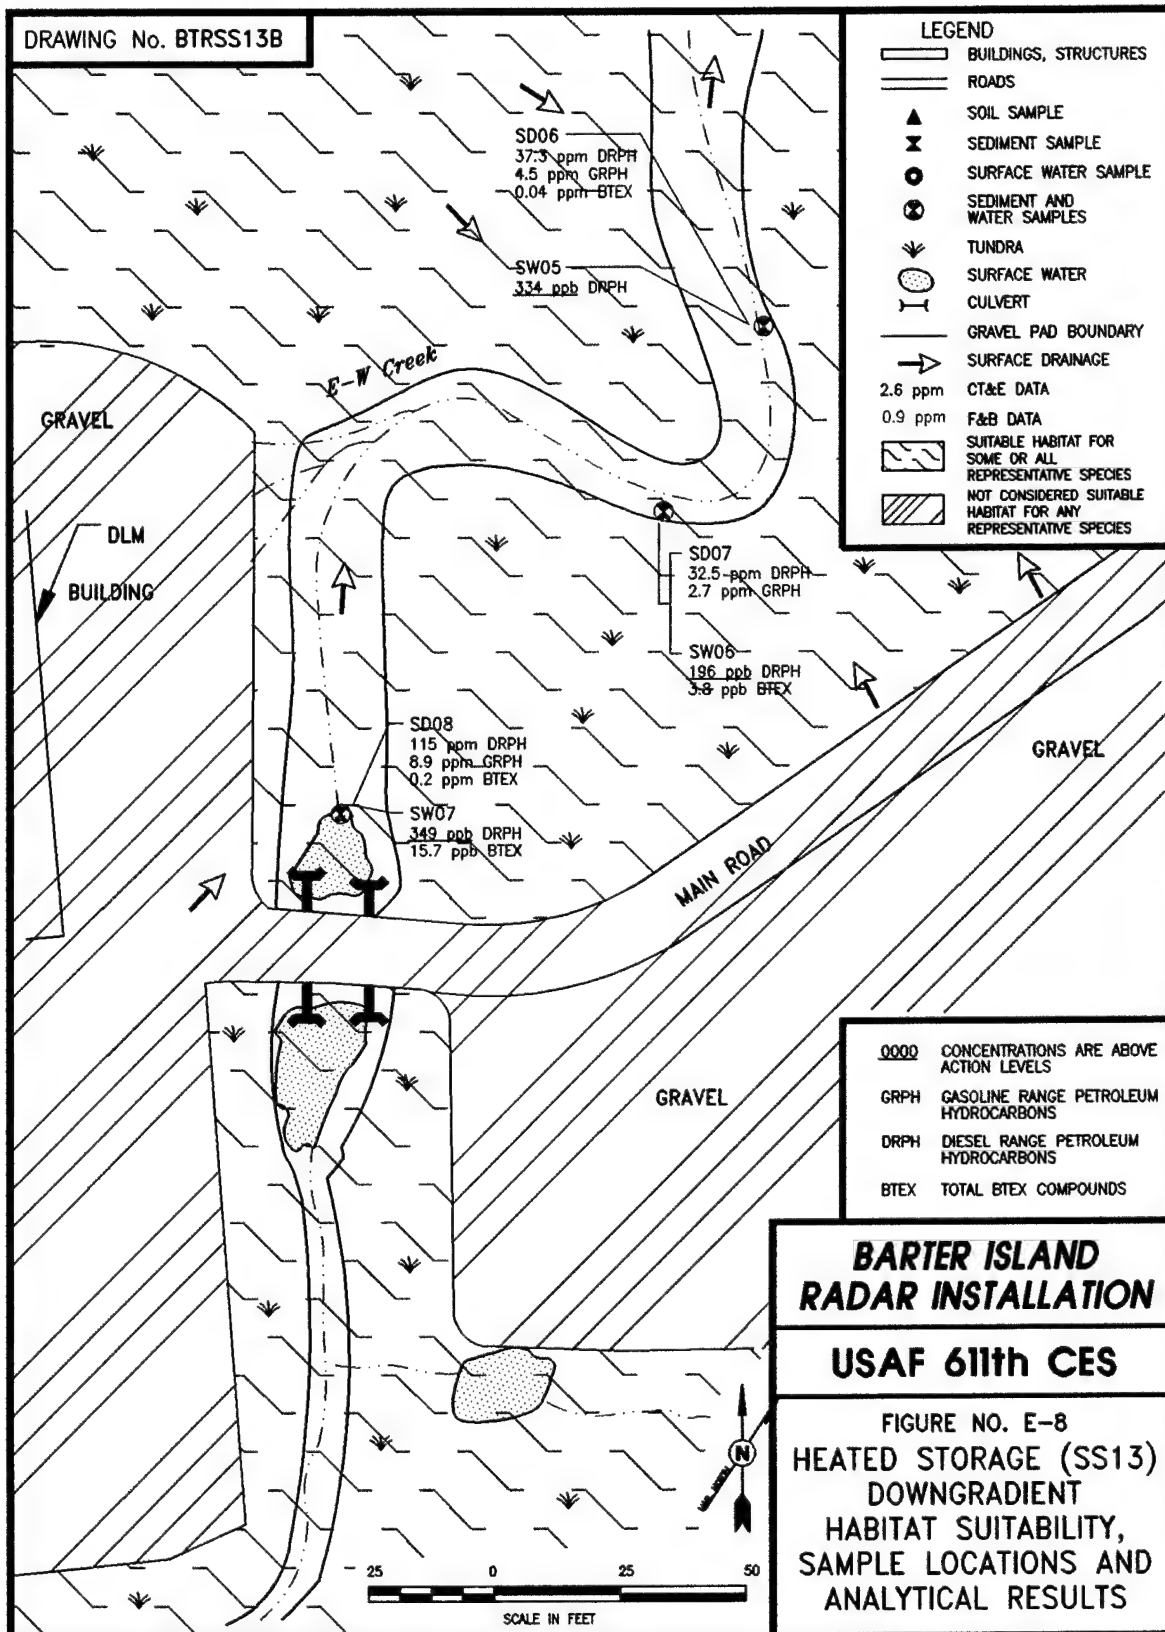 DRAWING No. BTRSS13B
LEGEND
BUILDINGS, STRUCTURES
ROADS
SOIL SAMPLE
SEDIMENT SAMPLE
SURFACE WATER SAMPLE
SEDIMENT AND
WATER SAMPLES
TUNDRA
SURFACE WATER
CULVERT
GRAVEL PAD BOUNDARY
SURFACE DRAINAGE
2.6 ppm CT&E DATA
0.9 ppm F&B DATA
SUITABLE HABITAT FOR
SOME OR ALL
REPRESENTATIVE SPECIES
NOT CONSIDERED SUITABLE
HABITAT FOR ANY
REPRESENTATIVE SPECIES
SD06
37.3 ppm DRPH
4.5 ppm GRPH
0.04 ppm BTEX
SW05
334 ppb DRPH
E-W Creek
GRAVEL
DLM
BUILDING
SD07
32.5 ppm DRPH
2.7 ppm GRPH
SW06
196 ppb DRPH
3.8 ppb BTEX
SD08
115 ppm DRPH
8.9 ppm GRPH
0.2 ppm BTEX
SW07
349 ppb DRPH
15.7 ppb BTEX
GRAVEL
MAIN ROAD
GRAVEL
0000 CONCENTRATIONS ARE ABOVE
ACTION LEVELS
GRPH GASOLINE RANGE PETROLEUM
HYDROCARBONS
DRPH DIESEL RANGE PETROLEUM
HYDROCARBONS
BTEX TOTAL BTEX COMPOUNDS
BARTER ISLAND
RADAR INSTALLATION
USAF 611th CES
FIGURE NO. E-8
HEATED STORAGE (SS13)
DOWNGRADIENT
HABITAT SUITABILITY,
SAMPLE LOCATIONS AND
ANALYTICAL RESULTS
N
25 0 25 50
SCALE IN FEET